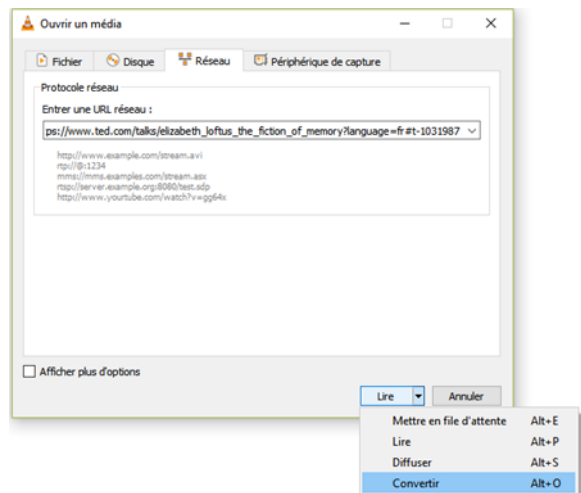 Ouvrir un média
Fichier Disque Réseau Périphérique de capture
Protocole réseau
Entrer une URL réseau :
ps://www.ted.com/talks/elizabeth_loftus_the_fiction_of_memory?language=fr#t-1031987
http://www.example.com/stream.avi
rtp://@:1234
mms://mms.examples.com/stream.asx
rtsp://server.example.org:8080/test.sdp
http://www.yourtube.com/watch?v=gg64x
Afficher plus d'options
Lire Annuler
Mettre en file d'attente Alt+E
Lire Alt+P
Diffuser Alt+S
Convertir Alt+O